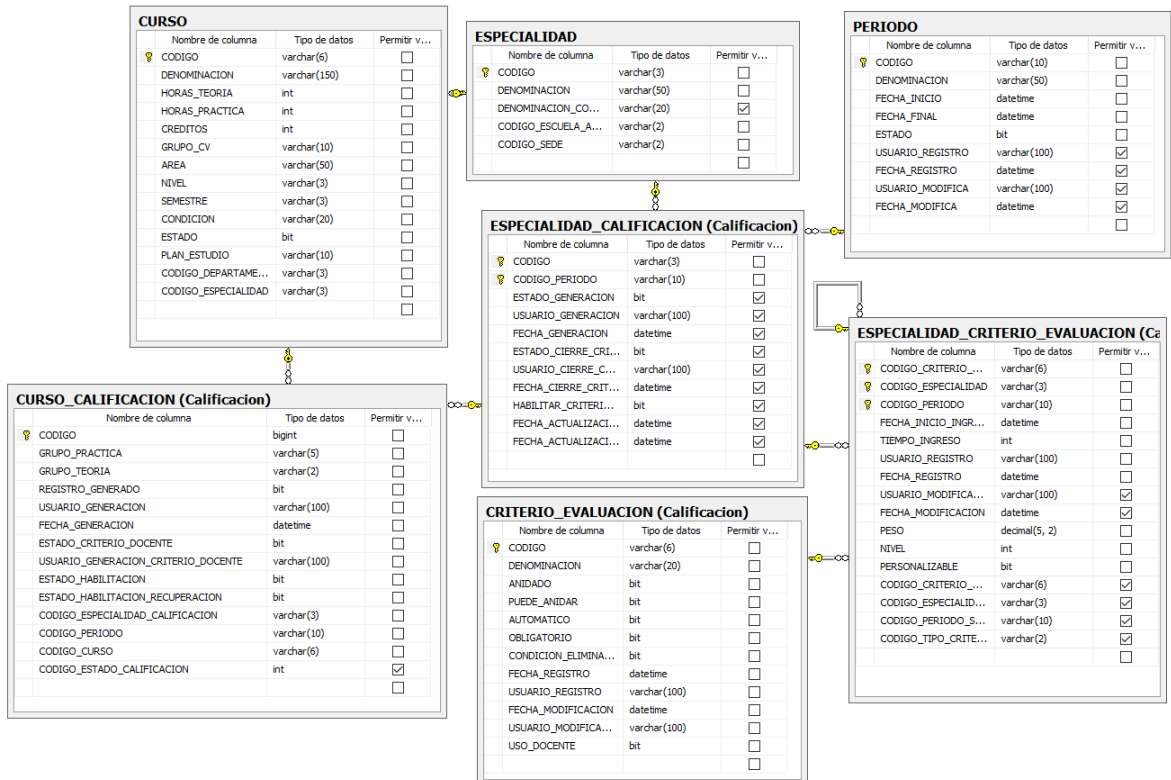 CURSO
Nombre de columna Tipo de datos Permitir v...
CODIGO varchar(6)
DENOMINACION varchar(150)
HORAS_TEORIA int
HORAS_PRACTICA int
CREDITOS int
GRUPO_CV varchar(10)
AREA varchar(50)
NIVEL varchar(3)
SEMESTRE varchar(3)
CONDICION varchar(20)
ESTADO bit
PLAN_ESTUDIO varchar(10)
CODIGO_DEPARTAME... varchar(3)
CODIGO_ESPECIALIDAD varchar(3)
ESPECIALIDAD
Nombre de columna Tipo de datos Permitir v...
CODIGO varchar(3)
DENOMINACION varchar(50)
DENOMINACION_CO... varchar(20)
CODIGO_ESCUELA_A... varchar(2)
CODIGO_SEDE varchar(2)
PERIODO
Nombre de columna Tipo de datos Permitir v...
CODIGO varchar(10)
DENOMINACION varchar(50)
FECHA_INICIO datetime
FECHA_FINAL datetime
ESTADO bit
USUARIO_REGISTRO varchar(100)
FECHA_REGISTRO datetime
USUARIO_MODIFICA varchar(100)
FECHA_MODIFICA datetime
ESPECIALIDAD_CALIFICACION (Calificacion)
Nombre de columna Tipo de datos Permitir v...
CODIGO varchar(3)
CODIGO_PERIODO varchar(10)
ESTADO_GENERACION bit
USUARIO_GENERACION varchar(100)
FECHA_GENERACION datetime
ESTADO_CIERRE_CRI... bit
USUARIO_CIERRE_C... varchar(100)
FECHA_CIERRE_CRIT... datetime
HABILITAR_CRITERI... bit
FECHA_ACTUALIZACI... datetime
FECHA_ACTUALIZACI... datetime
ESPECIALIDAD_CRITERIO_EVALUACION (Ca
Nombre de columna Tipo de datos Permitir v...
CODIGO_CRITERIO_... varchar(6)
CODIGO_ESPECIALIDAD varchar(3)
CODIGO_PERIODO varchar(10)
FECHA_INICIO_INGR... datetime
TIEMPO_INGRESO int
USUARIO_REGISTRO varchar(100)
FECHA_REGISTRO datetime
USUARIO_MODIFICA... varchar(100)
FECHA_MODIFICACION datetime
PESO decimal(5, 2)
NIVEL int
PERSONALIZABLE bit
CODIGO_CRITERIO_... varchar(6)
CODIGO_ESPECIALID... varchar(3)
CODIGO_PERIODO_S... varchar(10)
CODIGO_TIPO_CRITE... varchar(2)
CURSO_CALIFICACION (Calificacion)
Nombre de columna Tipo de datos Permitir v...
CODIGO bigint
GRUPO_PRACTICA varchar(5)
GRUPO_TEORIA varchar(2)
REGISTRO_GENERADO bit
USUARIO_GENERACION varchar(100)
FECHA_GENERACION datetime
ESTADO_CRITERIO_DOCENTE bit
USUARIO_GENERACION_CRITERIO_DOCENTE varchar(100)
ESTADO_HABILITACION bit
ESTADO_HABILITACION_RECUPERACION bit
CODIGO_ESPECIALIDAD_CALIFICACION varchar(3)
CODIGO_PERIODO varchar(10)
CODIGO_CURSO varchar(6)
CODIGO_ESTADO_CALIFICACION int
CRITERIO_EVALUACION (Calificacion)
Nombre de columna Tipo de datos Permitir v...
CODIGO varchar(6)
DENOMINACION varchar(20)
ANIDADO bit
PUEDE_ANIDAR bit
AUTOMATICO bit
OBLIGATORIO bit
CONDICION_ELIMINA... bit
FECHA_REGISTRO datetime
USUARIO_REGISTRO varchar(100)
FECHA_MODIFICACION datetime
USUARIO_MODIFICA... varchar(100)
USO_DOCENTE bit